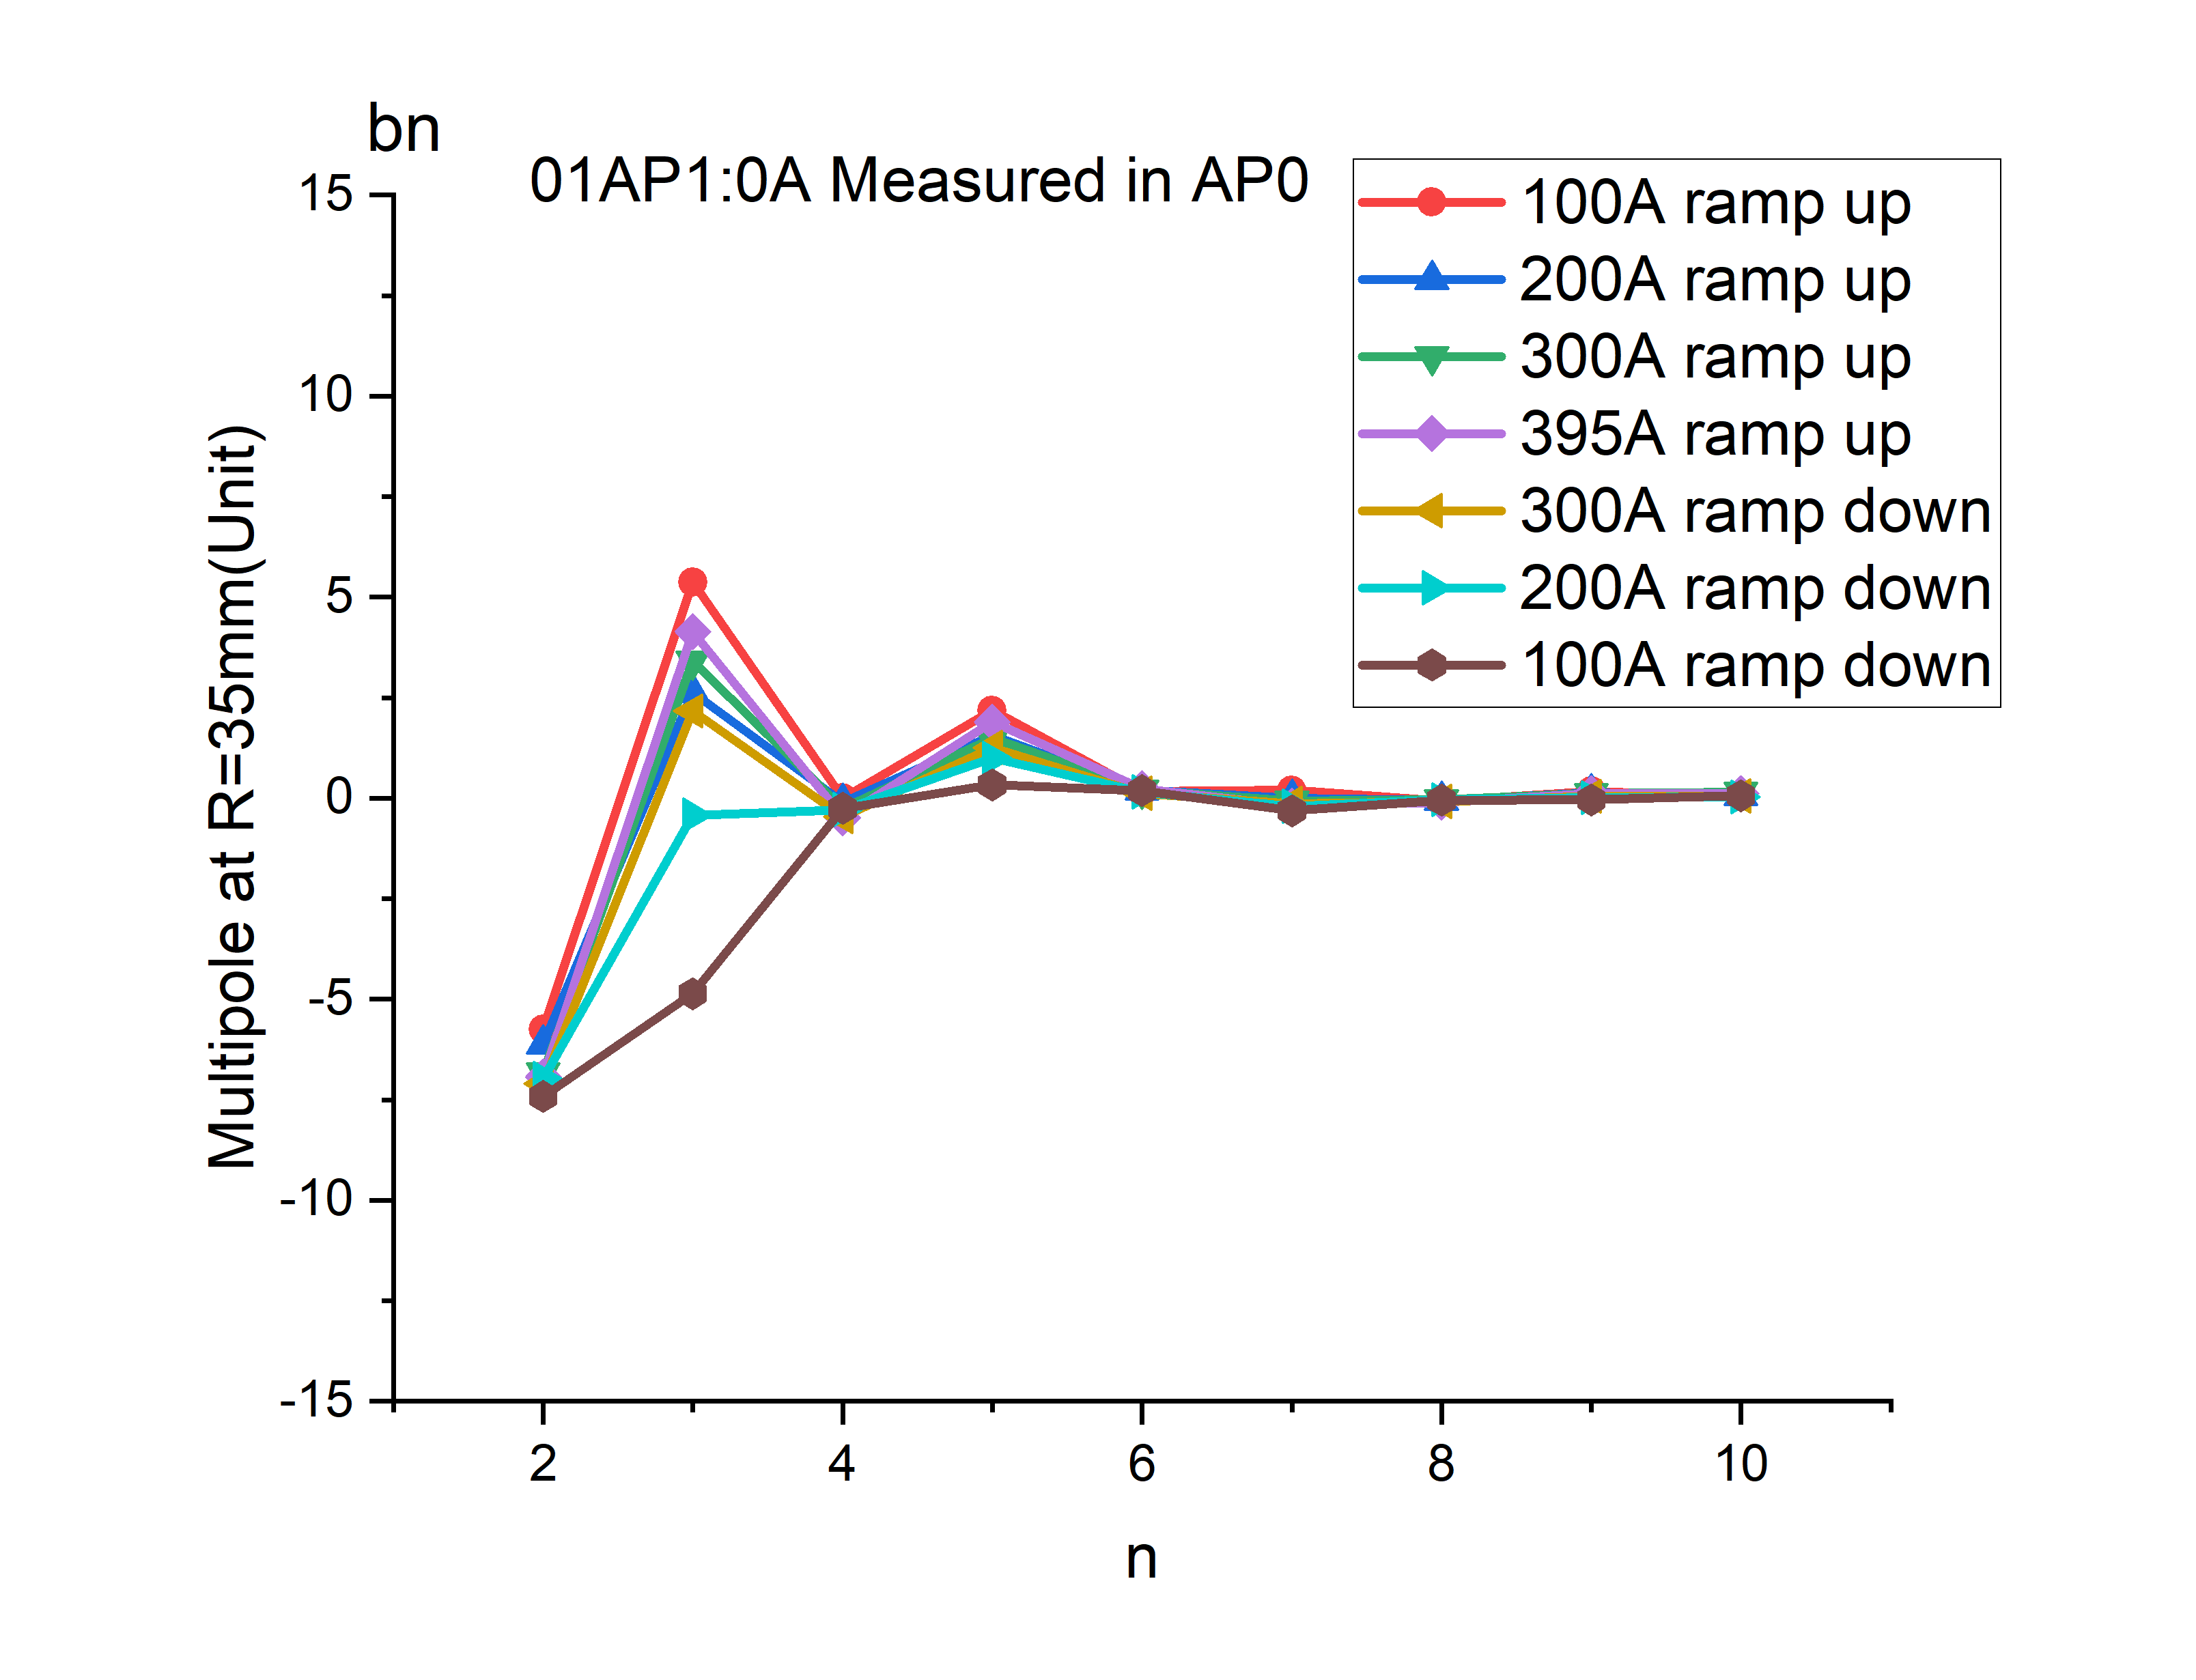 bn
01AP1:0A Measured in AP0
100A ramp up
200A ramp up
300A ramp up
395A ramp up
300A ramp down
200A ramp down
100A ramp down
Multipole at R=35mm(Unit)
15
10
5
0
-5
-10
-15
2
4
6
8
10
n